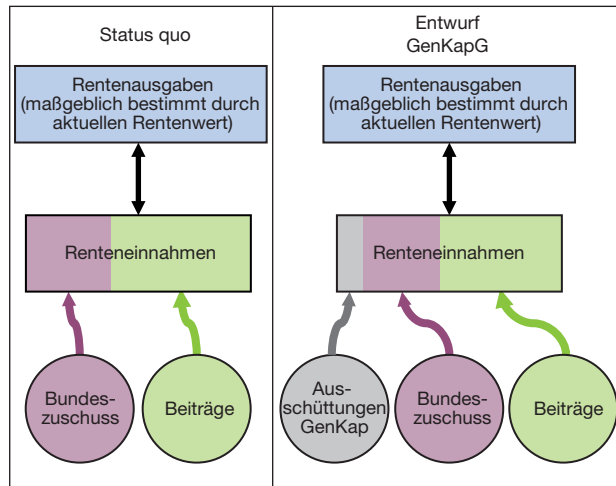 Status quo
Rentenausgaben
(maßgeblich bestimmt durch
aktuellen Rentenwert)
Renteneinnahmen
Bundes-
zuschuss
Beiträge
Entwurf
GenKapG
Rentenausgaben
(maßgeblich bestimmt durch
aktuellen Rentenwert)
Renteneinnahmen
Aus-
schüttungen
GenKap
Bundes-
zuschuss
Beiträge